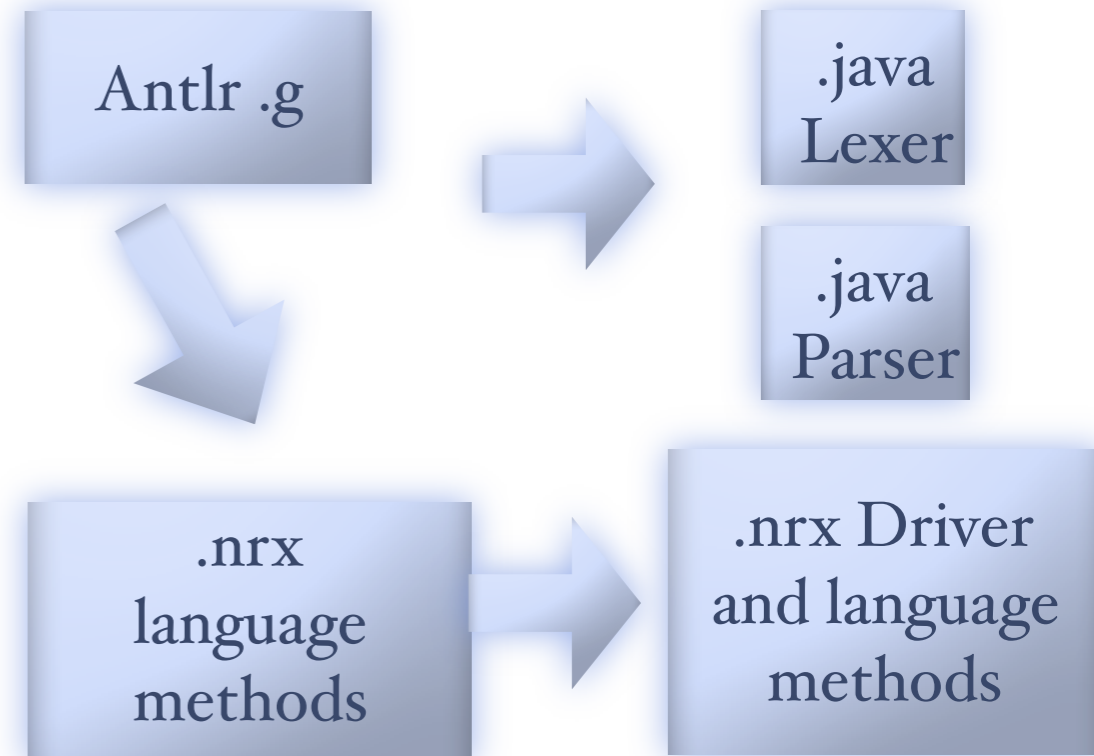 Antlr .g
.java
Lexer
.java
Parser
.nrx
language
methods
.nrx Driver
and language
methods